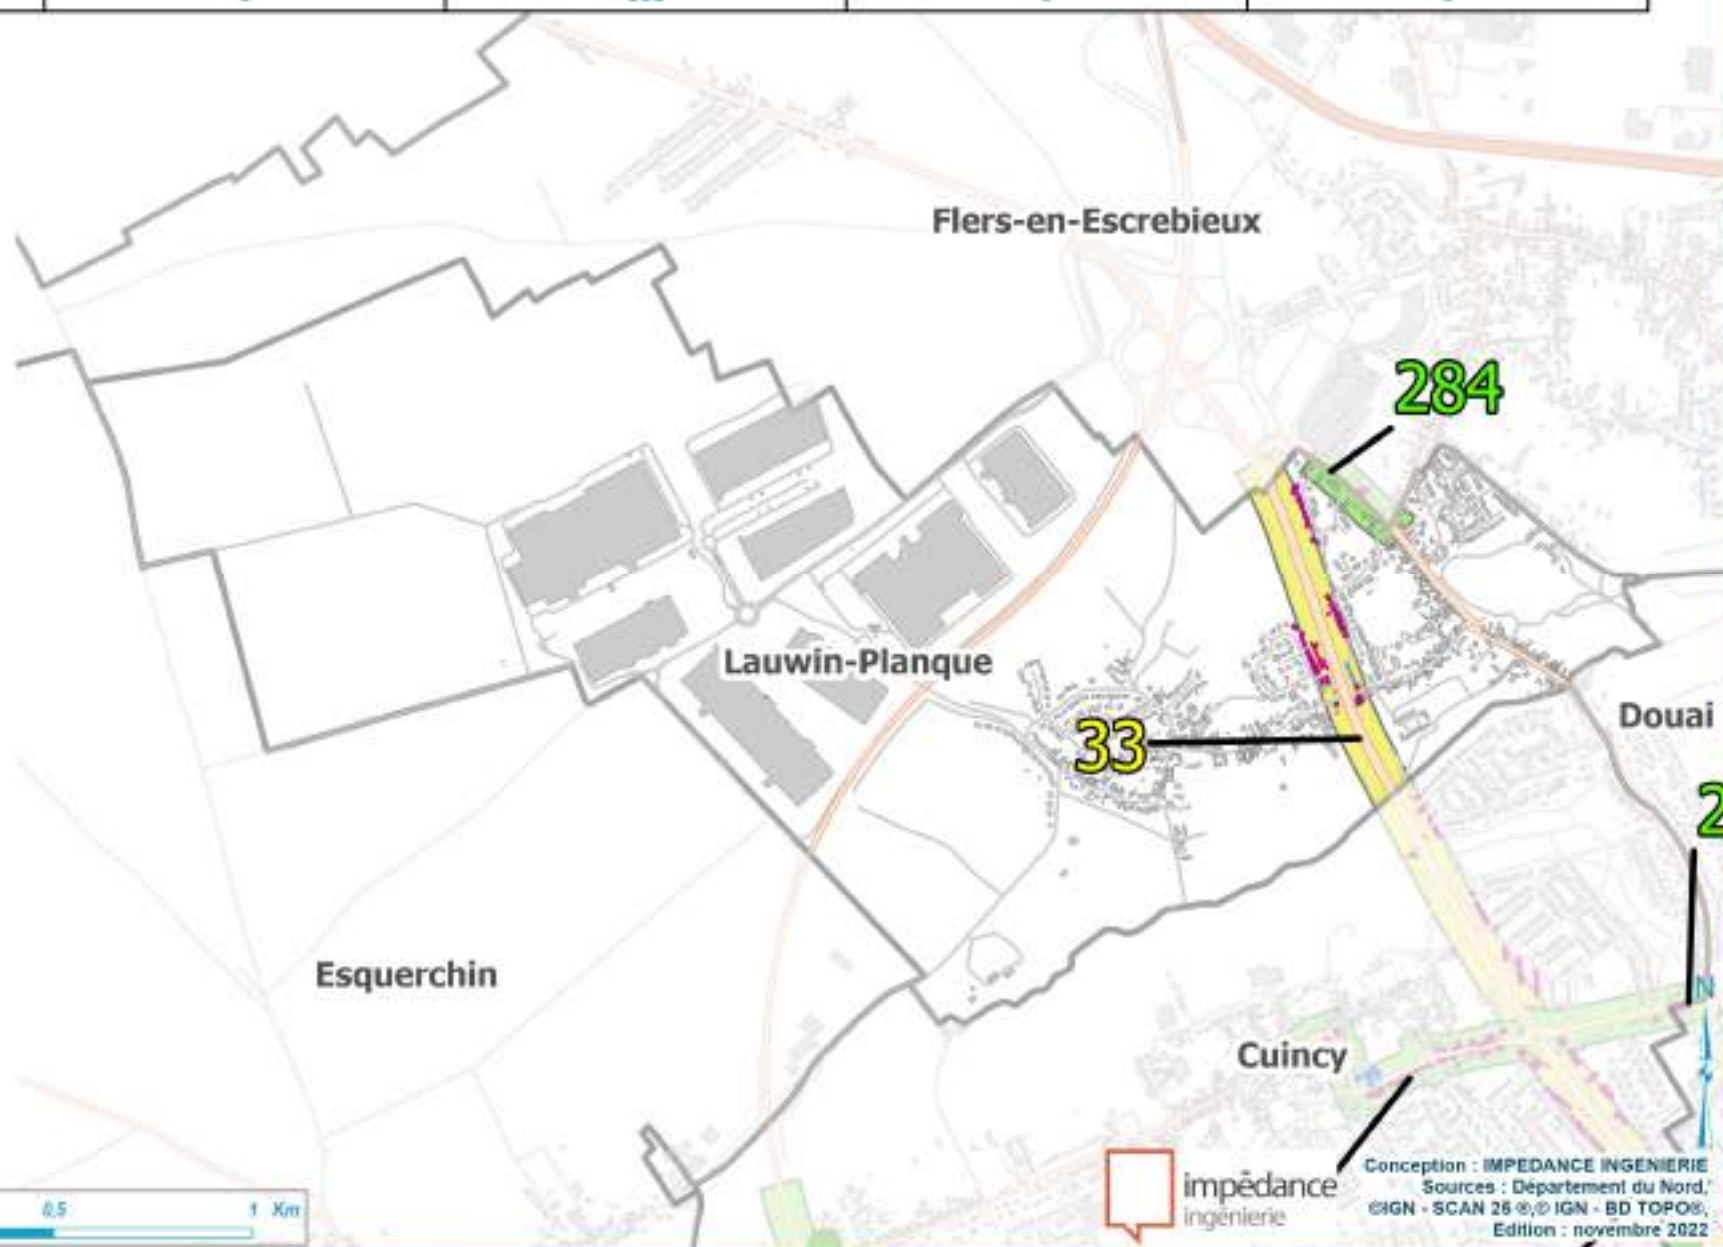 Flers-en-Escrebieux
284
Lauwin-Planque
33
Douai
2
Esquerchin
N
Cuincy
impédance
ingénierie
Conception : IMPEDANCE INGENIERIE
Sources : Département du Nord,
©IGN - SCAN 25 ®,© IGN - BD TOPO®,
Edition : novembre 2022
0,5 1 Km